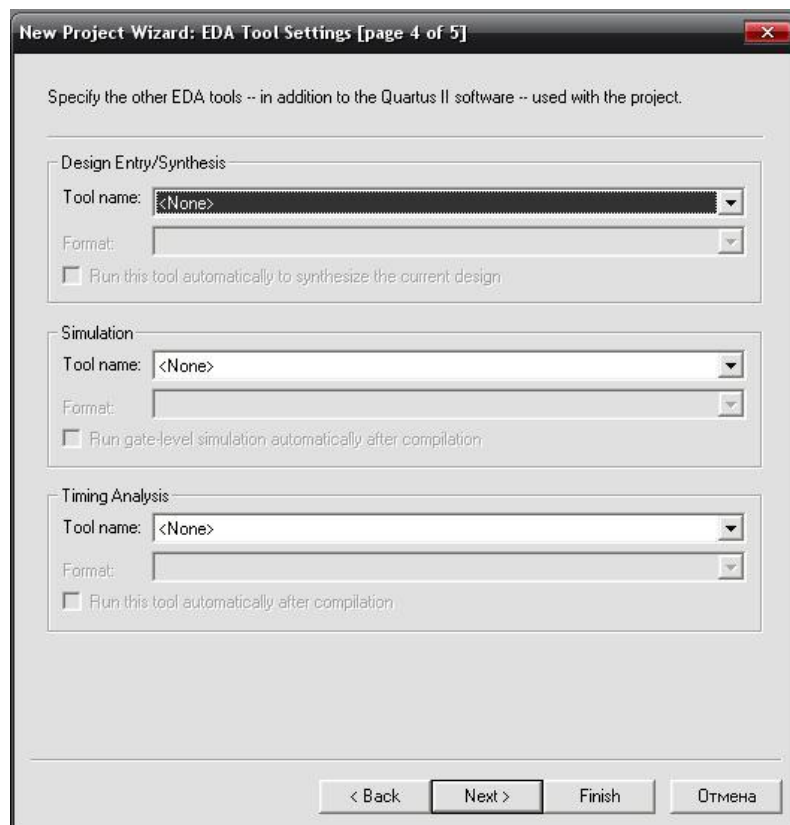 New Project Wizard: EDA Tool Settings [page 4 of 5]
Specify the other EDA tools -- in addition to the Quartus II software -- used with the project.
Design Entry/Synthesis
Tool name: <None>
Format:
Run this tool automatically to synthesize the current design
Simulation
Tool name: <None>
Format:
Run gate-level simulation automatically after compilation
Timing Analysis
Tool name: <None>
Format:
Run this tool automatically after compilation
< Back Next > Finish Отмена